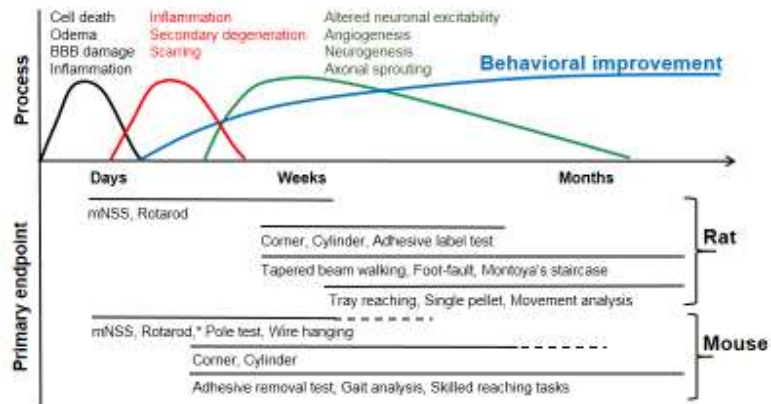 Cell death
Odema
BBB damage
Inflammation
Inflammation
Secondary degeneration
Scarring
Altered neuronal excitability
Angiogenesis
Neurogenesis
Axonal sprouting
Behavioral improvement
Process
Days
Weeks
Months
Primary endpoint
mNSS, Rotarod
Corner, Cylinder, Adhesive label test
Tapered beam walking, Foot-fault, Montoya's staircase
Tray reaching, Single pellet, Movement analysis
Rat
mNSS, Rotarod,* Pole test, Wire hanging
Corner, Cylinder
Adhesive removal test, Gait analysis, Skilled reaching tasks
Mouse